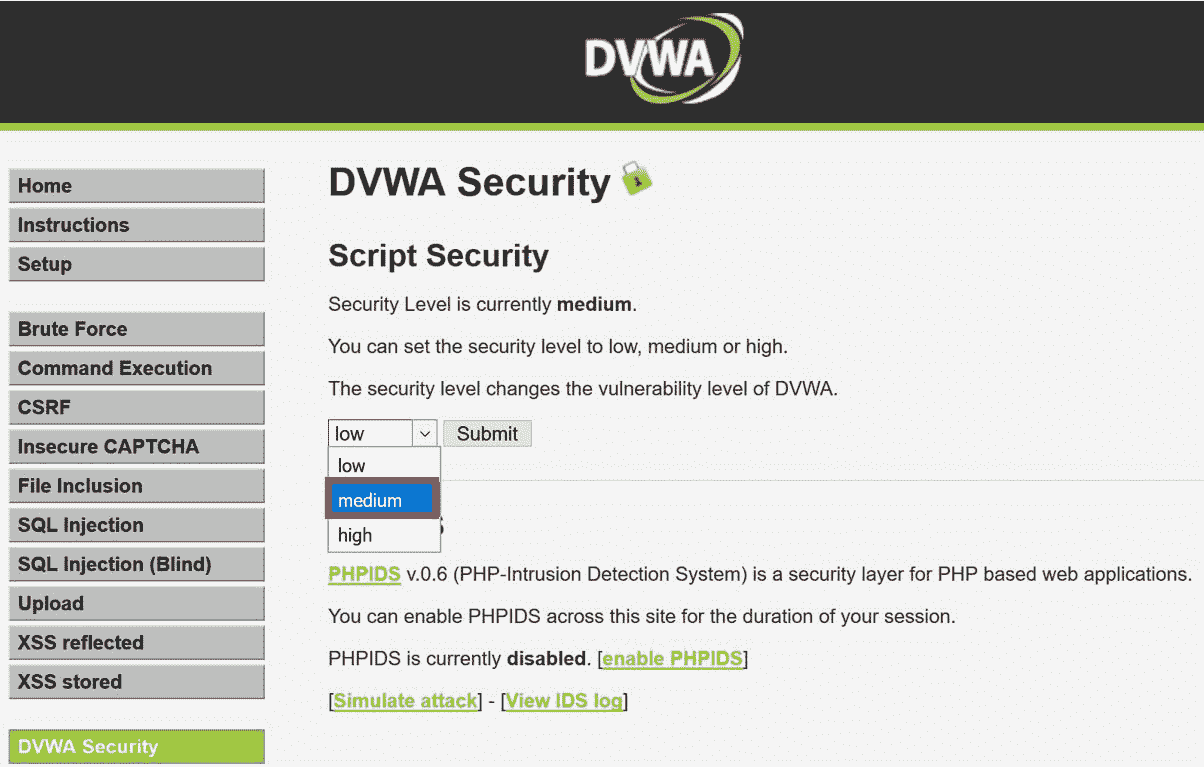 DVWA
Home
Instructions
Setup
Brute Force
Command Execution
CSRF
Insecure CAPTCHA
File Inclusion
SQL Injection
SQL Injection (Blind)
Upload
XSS reflected
XSS stored
DVWA Security
DVWA Security
Script Security
Security Level is currently medium.
You can set the security level to low, medium or high.
The security level changes the vulnerability level of DVWA.
low Submit
low
medium
high
PHPIDS v.0.6 (PHP-Intrusion Detection System) is a security layer for PHP based web applications.
You can enable PHPIDS across this site for the duration of your session.
PHPIDS is currently disabled. [enable PHPIDS]
[Simulate attack] - [View IDS log]